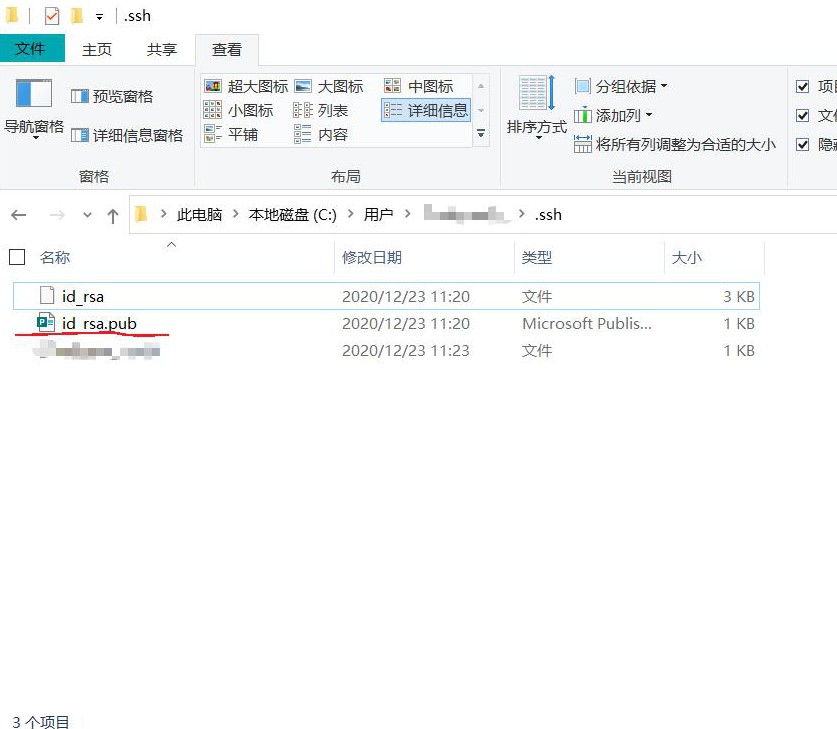 .ssh
文件 主页 共享 查看
超大图标 大图标 中图标 分组依据 项
预览窗格 小图标 列表 详细信息 添加列
导航窗格 详细信息窗格 平铺 内容 排序方式 将所有列调整为合适的大小
窗格 布局 当前视图
此电脑 本地磁盘 (C:) 用户 .ssh
名称 修改日期 类型 大小
id_rsa 2020/12/23 11:20 文件 3 KB
id_rsa.pub 2020/12/23 11:20 Microsoft Publis... 1 KB
2020/12/23 11:23 文件 1 KB
3 个项目